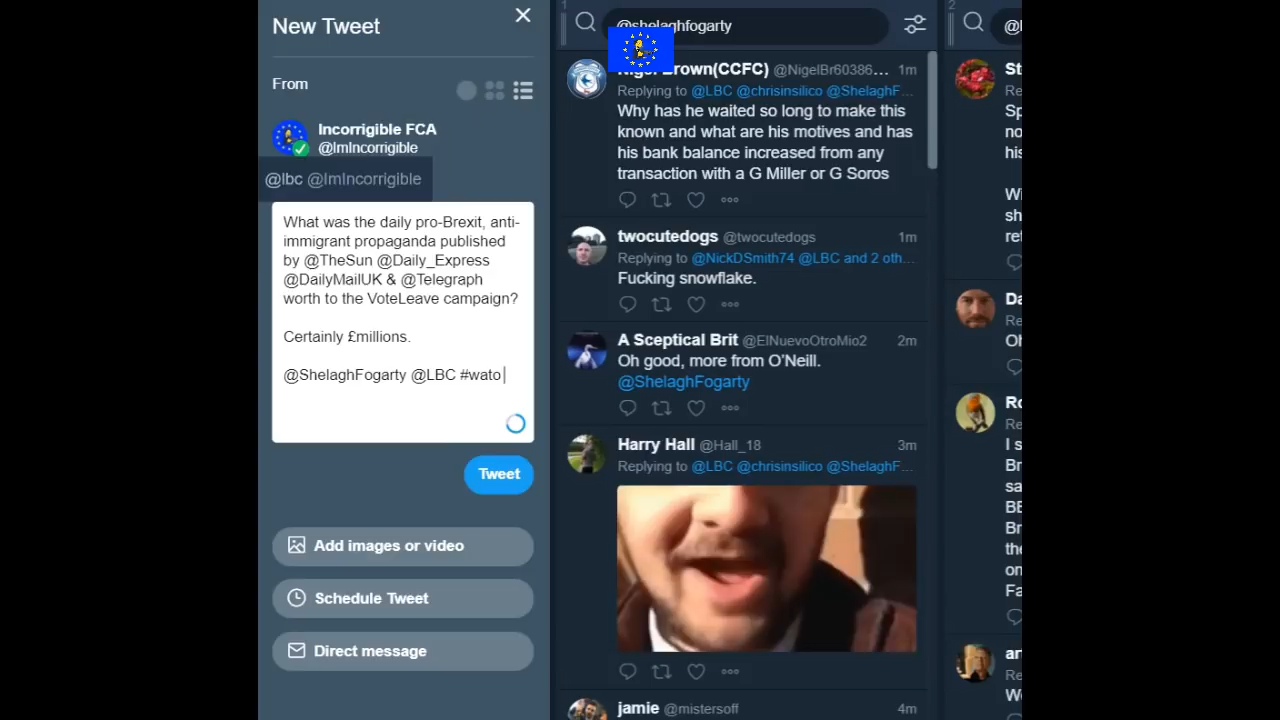 New Tweet
From
Incorrigible FCA
@ImIncorrigible
@lbc @ImIncorrigible
What was the daily pro-Brexit, anti-
immigrant propaganda published
by @TheSun @Daily_Express
@DailyMailUK & @Telegraph
worth to the VoteLeave campaign?
Certainly £millions.
@ShelaghFogarty @LBC #wato
Tweet
Add images or video
Schedule Tweet
Direct message
1
@shelaghfogarty
Brown(CCFC) @NigelBr60386... 1m
Replying to @LBC @chrisinsilico @ShelaghF...
Why has he waited so long to make this
known and what are his motives and has
his bank balance increased from any
transaction with a G Miller or G Soros
twocutedogs @twocutedogs 1m
Replying to @NickDSmith74 @LBC and 2 oth...
Fucking snowflake.
A Sceptical Brit @ElNuevoOtroMio2 2m
Oh good, more from O'Neill.
@ShelaghFogarty
Harry Hall @Hall_18 3m
Replying to @LBC @chrisinsilico @ShelaghF...
jamie @mistersoff 4m
2